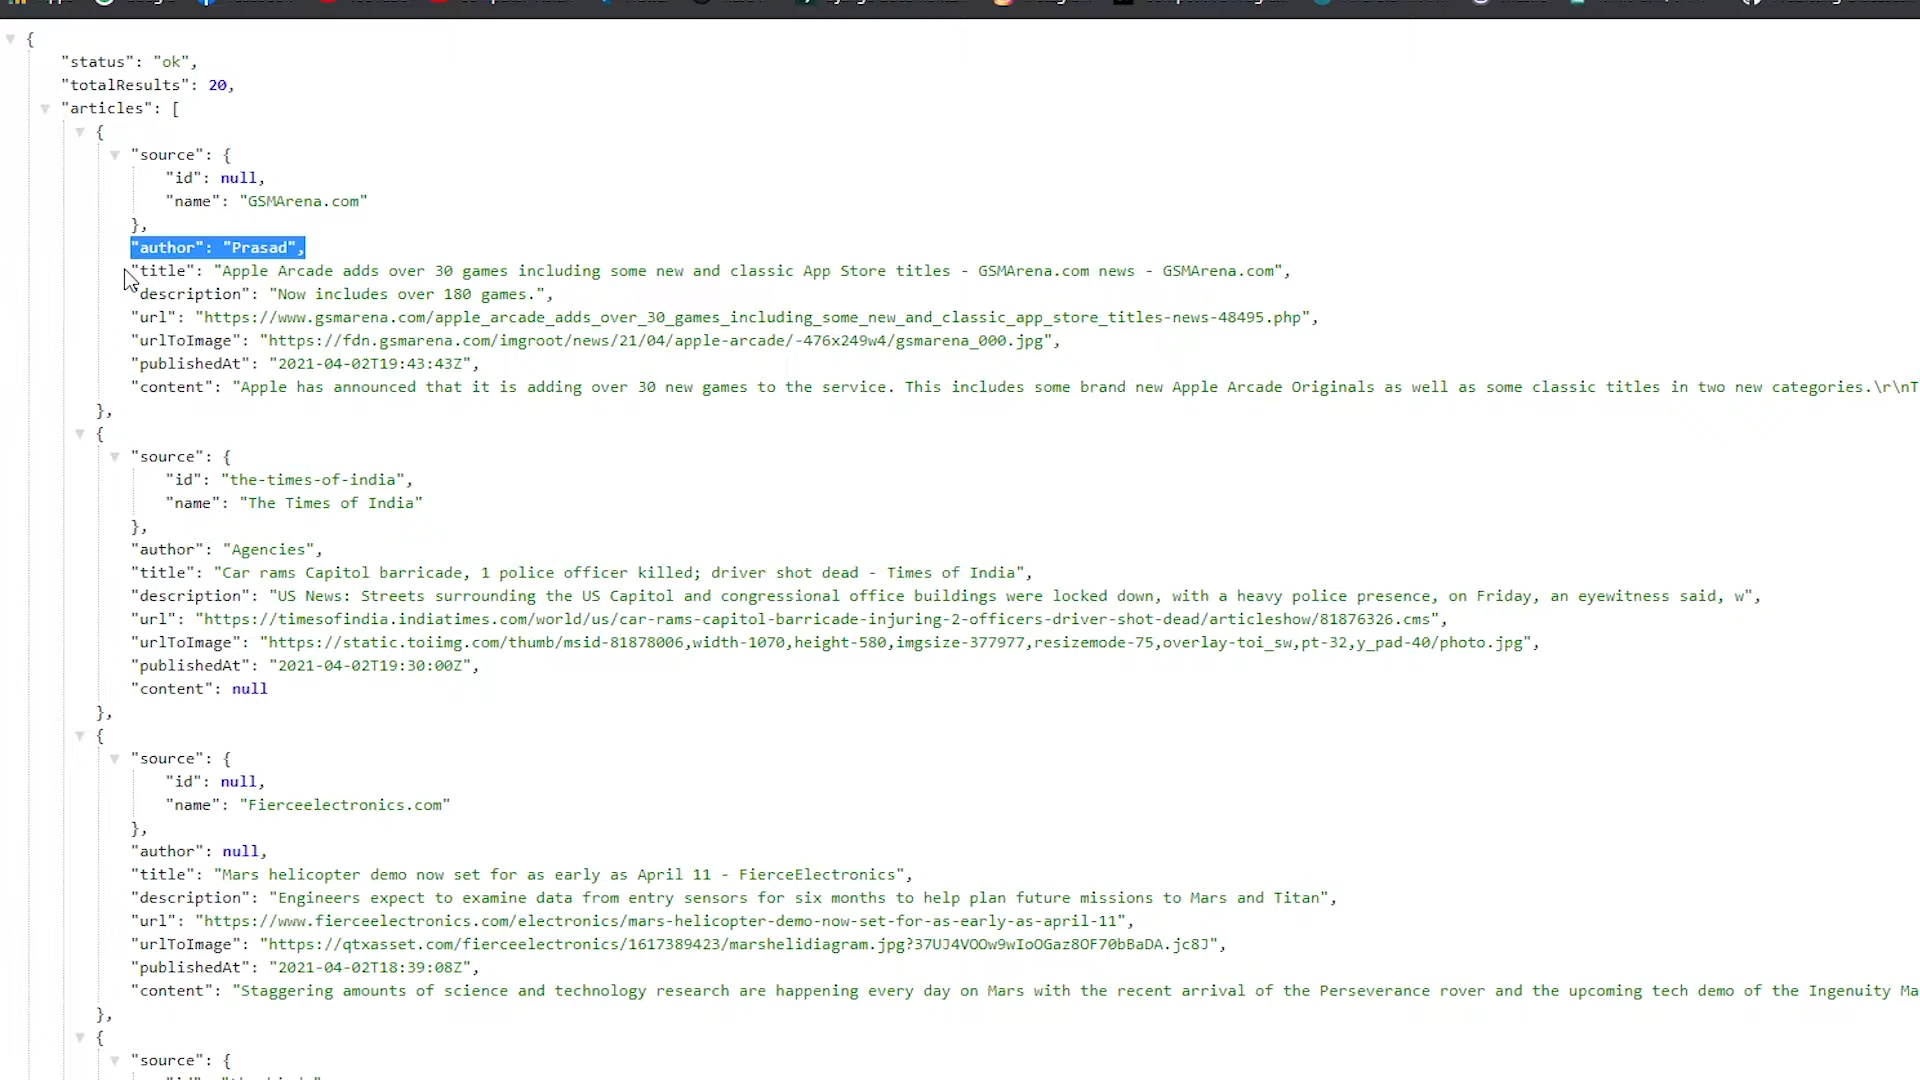 {
"status": "ok",
"totalResults": 20,
"articles": [
{
"source": {
"id": null,
"name": "GSMArena.com"
},
"author": "Prasad",
"title": "Apple Arcade adds over 30 games including some new and classic App Store titles - GSMArena.com news - GSMArena.com",
"description": "Now includes over 180 games.",
"url": "https://www.gsmarena.com/apple_arcade_adds_over_30_games_including_some_new_and_classic_app_store_titles-news-48495.php",
"urlToImage": "https://fdn.gsmarena.com/imgroot/news/21/04/apple-arcade/-476x249w4/gsmarena_000.jpg",
"publishedAt": "2021-04-02T19:43:43Z",
"content": "Apple has announced that it is adding over 30 new games to the service. This includes some brand new Apple Arcade Originals as well as some classic titles in two new categories.\r\nT
},
{
"source": {
"id": "the-times-of-india",
"name": "The Times of India"
},
"author": "Agencies",
"title": "Car rams Capitol barricade, 1 police officer killed; driver shot dead - Times of India",
"description": "US News: Streets surrounding the US Capitol and congressional office buildings were locked down, with a heavy police presence, on Friday, an eyewitness said, w",
"url": "https://timesofindia.indiatimes.com/world/us/car-rams-capitol-barricade-injuring-2-officers-driver-shot-dead/articleshow/81876326.cms",
"urlToImage": "https://static.toiimg.com/thumb/msid-81878006,width-1070,height-580,imgsize-377977,resizemode-75,overlay-toi_sw,pt-32,y_pad-40/photo.jpg",
"publishedAt": "2021-04-02T19:30:00Z",
"content": null
},
{
"source": {
"id": null,
"name": "Fierceelectronics.com"
},
"author": null,
"title": "Mars helicopter demo now set for as early as April 11 - FierceElectronics",
"description": "Engineers expect to examine data from entry sensors for six months to help plan future missions to Mars and Titan",
"url": "https://www.fierceelectronics.com/electronics/mars-helicopter-demo-now-set-for-as-early-as-april-11",
"urlToImage": "https://qtxasset.com/fierceelectronics/1617389423/marshelidiagram.jpg?37UJ4VOOw9wIoOGaz8OF70bBaDA.jc8J",
"publishedAt": "2021-04-02T18:39:08Z",
"content": "Staggering amounts of science and technology research are happening every day on Mars with the recent arrival of the Perseverance rover and the upcoming tech demo of the Ingenuity Ma
},
{
"source": {